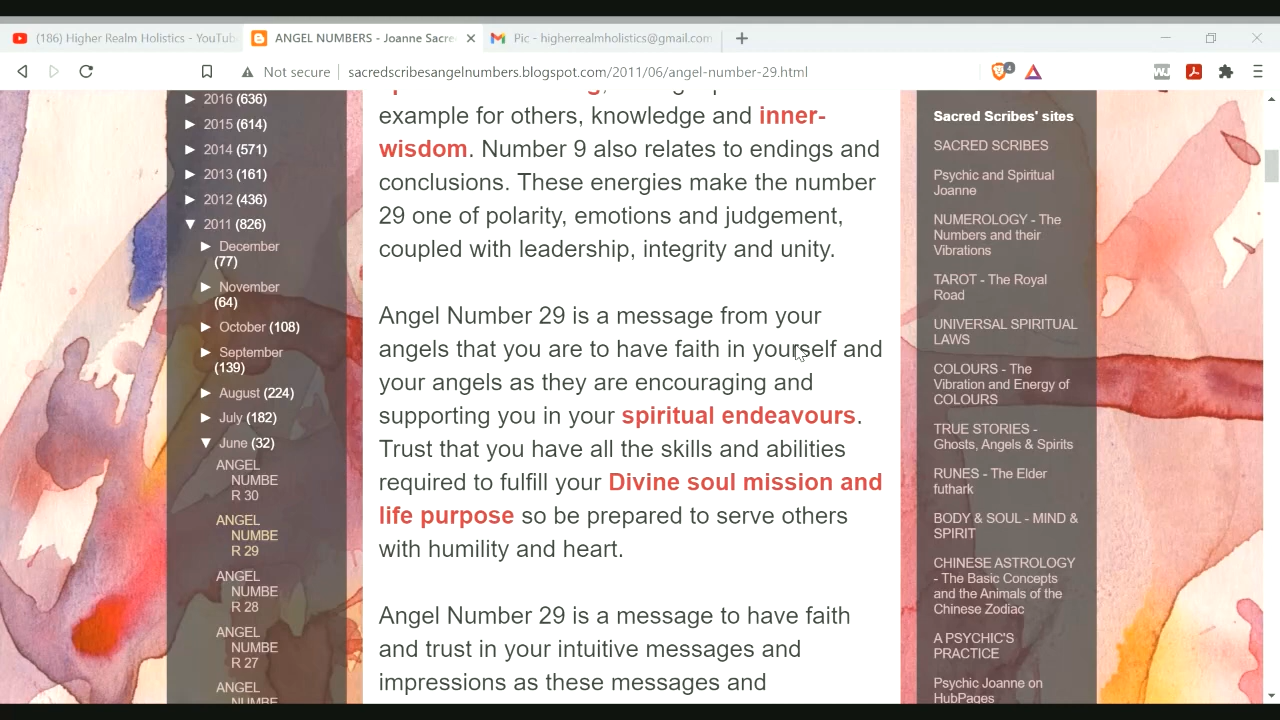 (186) Higher Realm Holistics - YouTub
ANGEL NUMBERS - Joanne Sacre
Pic - higherrealmholistics@gmail.com
Not secure
sacredscribesangelnumbers.blogspot.com/2011/06/angel-number-29.html
4
► 2016 (636)
► 2015 (614)
► 2014 (571)
► 2013 (161)
► 2012 (436)
▼ 2011 (826)
► December
(77)
► November
(64)
► October (108)
► September
(139)
► August (224)
► July (182)
▼ June (32)
ANGEL
NUMBE
R 30
ANGEL
NUMBE
R 29
ANGEL
NUMBE
R 28
ANGEL
NUMBE
R 27
ANGEL
NUMBE
example for others, knowledge and inner-
wisdom. Number 9 also relates to endings and
conclusions. These energies make the number
29 one of polarity, emotions and judgement,
coupled with leadership, integrity and unity.
Angel Number 29 is a message from your
angels that you are to have faith in yourself and
your angels as they are encouraging and
supporting you in your spiritual endeavours.
Trust that you have all the skills and abilities
required to fulfill your Divine soul mission and
life purpose so be prepared to serve others
with humility and heart.
Angel Number 29 is a message to have faith
and trust in your intuitive messages and
impressions as these messages and
Sacred Scribes' sites
SACRED SCRIBES
Psychic and Spiritual
Joanne
NUMEROLOGY - The
Numbers and their
Vibrations
TAROT - The Royal
Road
UNIVERSAL SPIRITUAL
LAWS
COLOURS - The
Vibration and Energy of
COLOURS
TRUE STORIES -
Ghosts, Angels & Spirits
RUNES - The Elder
futhark
BODY & SOUL - MIND &
SPIRIT
CHINESE ASTROLOGY
- The Basic Concepts
and the Animals of the
Chinese Zodiac
A PSYCHIC'S
PRACTICE
Psychic Joanne on
HubPages